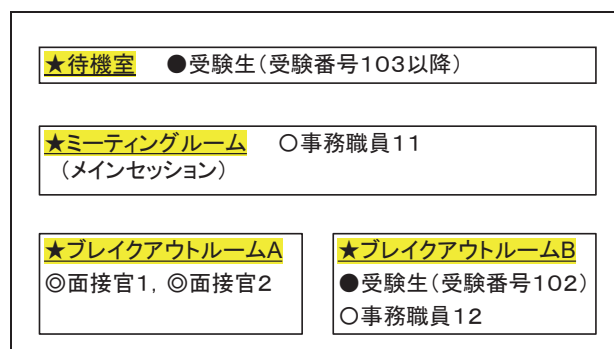 ★待機室　●受験生(受験番号103以降)
★ミーティングルーム　○事務職員11
(メインセッション)
★ブレイクアウトルームA
◎面接官1，◎面接官2
★ブレイクアウトルームB
●受験生(受験番号102)
○事務職員12